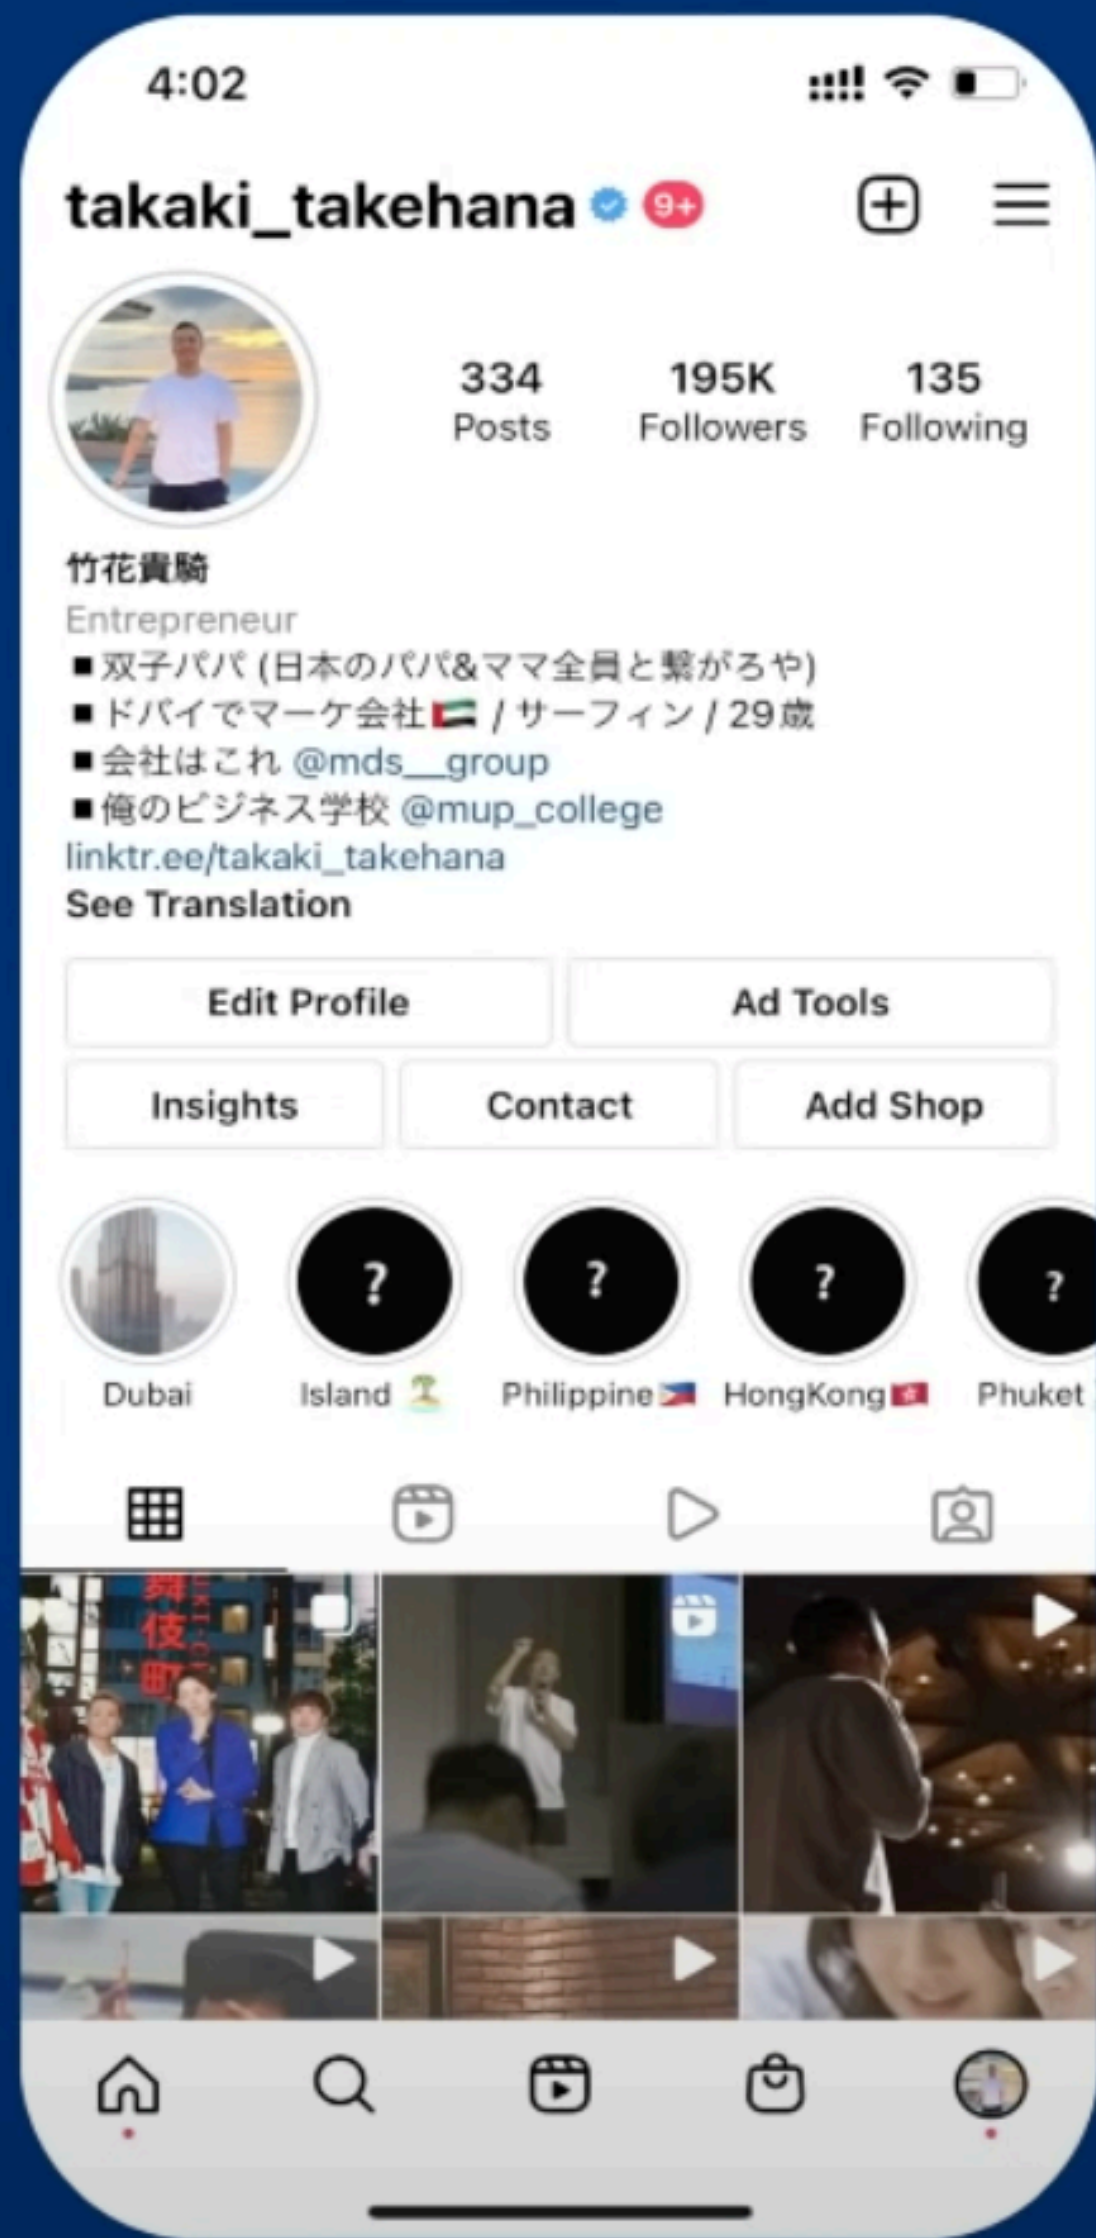 4:02
takaki_takehana 9+
334 195K 135
Posts Followers Following
竹花貴騎
Entrepreneur
■双子パパ (日本のパパ&ママ全員と繋がろや)
■ドバイでマーケ会社🇦🇪 / サーフィン / 29歳
■会社はこれ @mds__group
■俺のビジネス学校 @mup_college
linktr.ee/takaki_takehana
See Translation
Edit Profile Ad Tools
Insights Contact Add Shop
? ? ? ?
Dubai Island 🏝️ Philippine🇵🇭 HongKong🇭🇰 Phuket
舞伎町